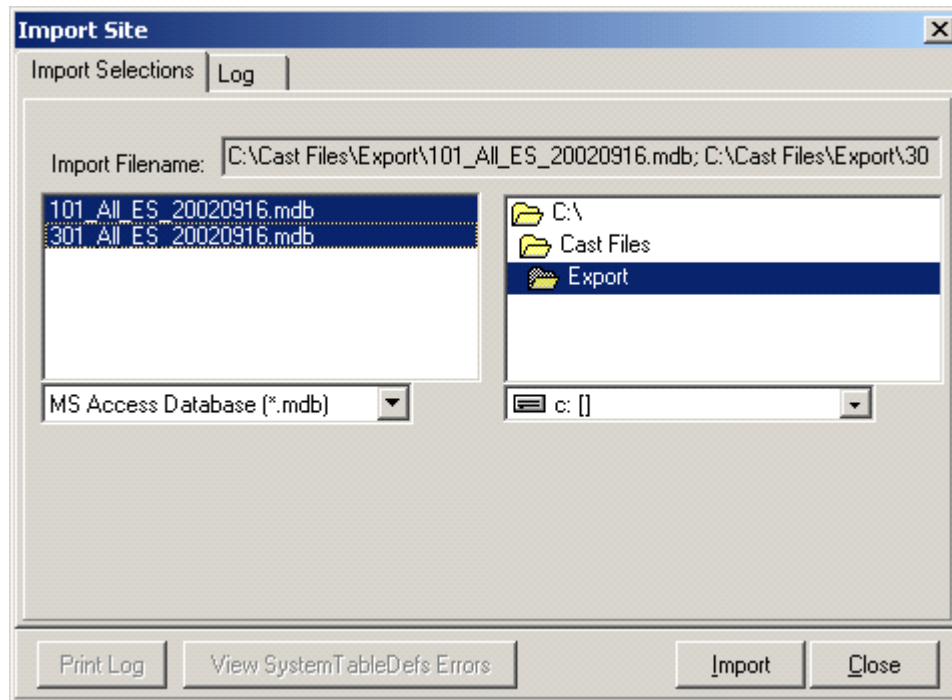 Import Site
Import Selections Log
Import Filename: C:\Cast Files\Export\101_All_ES_20020916.mdb; C:\Cast Files\Export\30
101_All_ES_20020916.mdb
301_All_ES_20020916.mdb
C:\
Cast Files
Export
MS Access Database (*.mdb)
c: []
Print Log View SystemTableDefs Errors Import Close